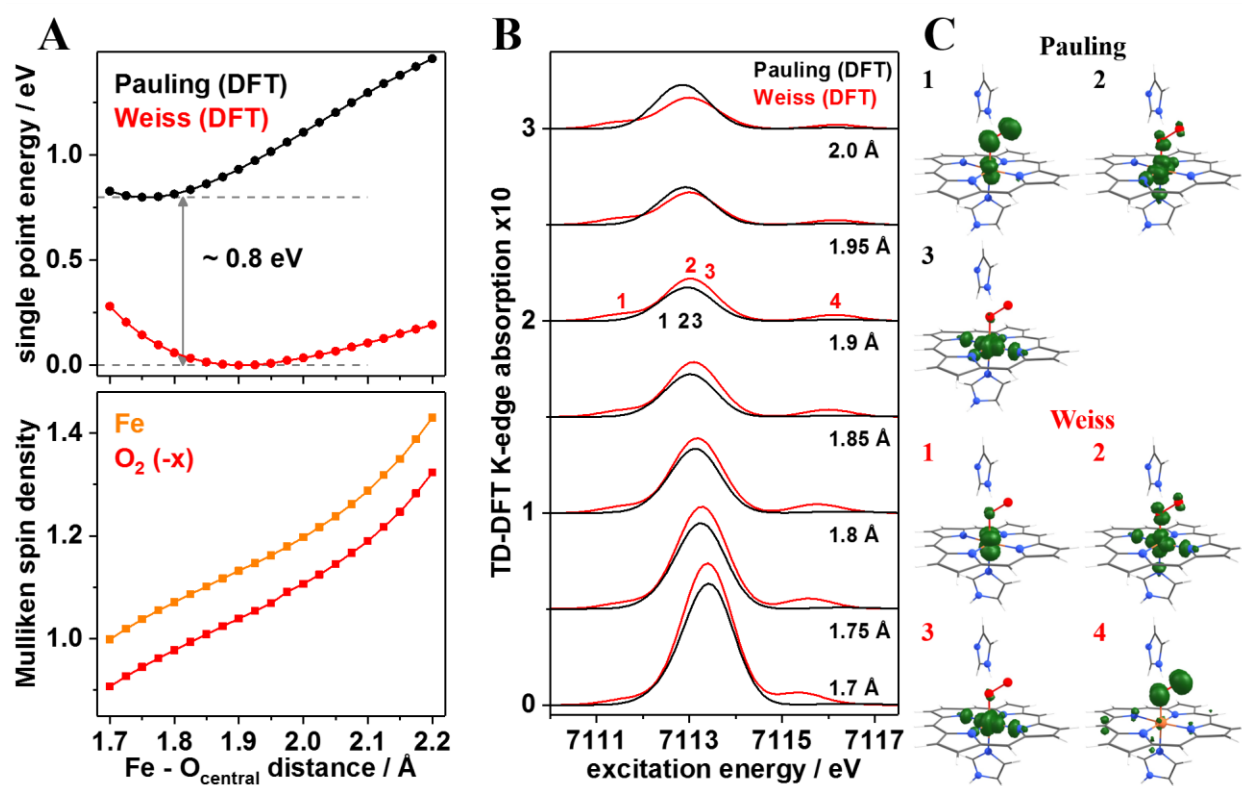 A
Pauling (DFT)
Weiss (DFT)
~ 0.8 eV
single point energy / eV
1.0
0.5
0.0
Fe
O₂ (-x)
Mulliken spin density
1.4
1.2
1.0
1.7 1.8 1.9 2.0 2.1 2.2
Fe - Ocentral distance / Å
B
Pauling (DFT)
Weiss (DFT)
TD-DFT K-edge absorption x10
3
2.0 Å
1.95 Å
1 2 3 4
1 23
2
1.9 Å
1.85 Å
1
1.8 Å
1.75 Å
1.7 Å
0
7111 7113 7115 7117
excitation energy / eV
C
Pauling
1 2
3
Weiss
1 2
3 4